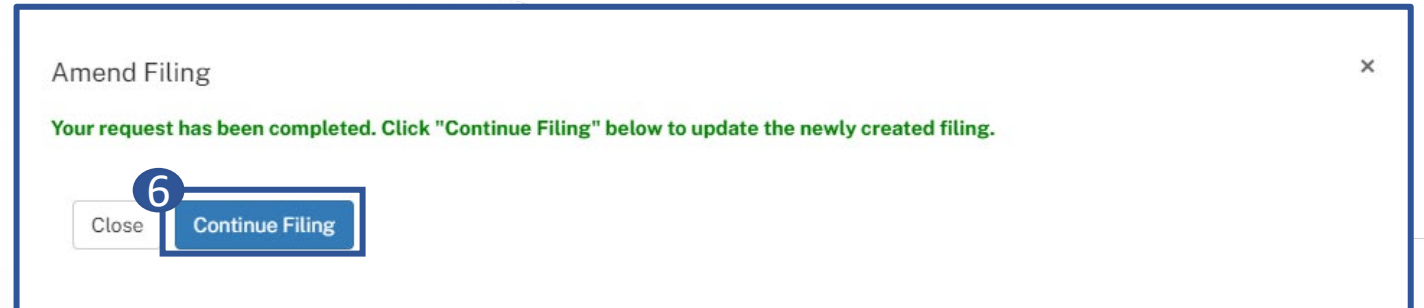 Amend Filing ×
Your request has been completed. Click "Continue Filing" below to update the newly created filing.
6
Close Continue Filing